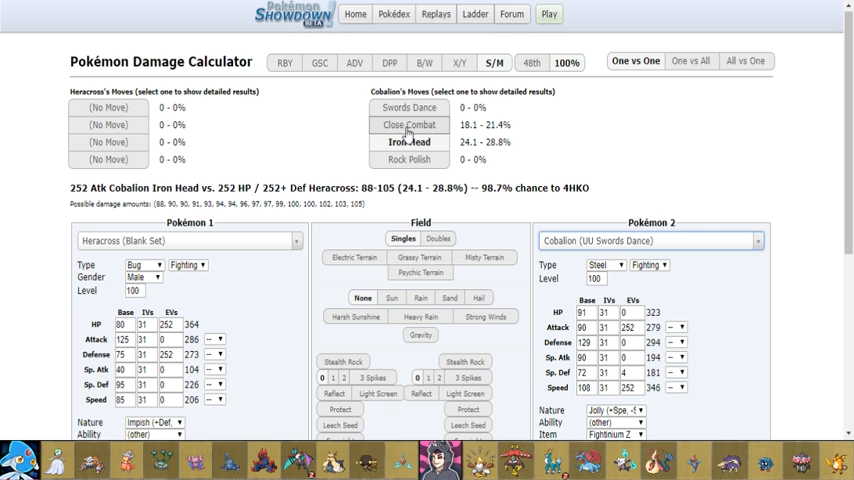 Pokémon
SHOWDOWN
BETA
Home
Pokédex
Replays
Ladder
Forum
Play
Pokémon Damage Calculator
RBY
GSC
ADV
DPP
B/W
X/Y
S/M
48th
100%
One vs One
One vs All
All vs One
Heracross's Moves (select one to show detailed results)
(No Move) 0 - 0%
(No Move) 0 - 0%
(No Move) 0 - 0%
(No Move) 0 - 0%
Cobalion's Moves (select one to show detailed results)
Swords Dance 0 - 0%
Close Combat 18.1 - 21.4%
Iron Head 24.1 - 28.8%
Rock Polish 0 - 0%
252 Atk Cobalion Iron Head vs. 252 HP / 252+ Def Heracross: 88-105 (24.1 - 28.8%) -- 98.7% chance to 4HKO
Possible damage amounts: (88, 90, 90, 91, 93, 94, 94, 96, 97, 97, 99, 100, 100, 102, 103, 105)
Pokémon 1
Heracross (Blank Set)
Type Bug Fighting
Gender Male
Level 100
Base IVs EVs
HP 80 31 252 364
Attack 125 31 0 286 --
Defense 75 31 252 273 --
Sp. Atk 40 31 0 104 --
Sp. Def 95 31 0 226 --
Speed 85 31 0 206 --
Nature Impish (+Def,
Ability (other)
Field
Singles
Doubles
Electric Terrain
Grassy Terrain
Misty Terrain
Psychic Terrain
None
Sun
Rain
Sand
Hail
Harsh Sunshine
Heavy Rain
Strong Winds
Gravity
Stealth Rock
Stealth Rock
0 1 2 3 Spikes
0 1 2 3 Spikes
Reflect
Light Screen
Reflect
Light Screen
Protect
Protect
Leech Seed
Leech Seed
Pokémon 2
Cobalion (UU Swords Dance)
Type Steel Fighting
Level 100
Base IVs EVs
HP 91 31 0 323
Attack 90 31 252 279 --
Defense 129 31 0 294 --
Sp. Atk 90 31 0 194 --
Sp. Def 72 31 4 181 --
Speed 108 31 252 346 --
Nature Jolly (+Spe, -S
Ability (other)
Item Fightinium Z